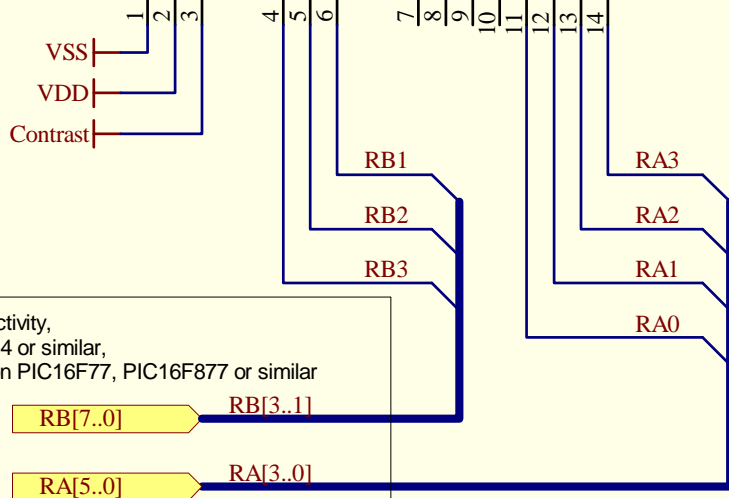 1 2 3 4 5 6 7 8 9 10 11 12 13 14
VSS
VDD
Contrast
RB1 RA3
RB2 RA2
RB3 RA1
RA0
ctivity,
4 or similar,
n PIC16F77, PIC16F877 or similar
RB[7..0] RB[3..1]
RA[5..0] RA[3..0]